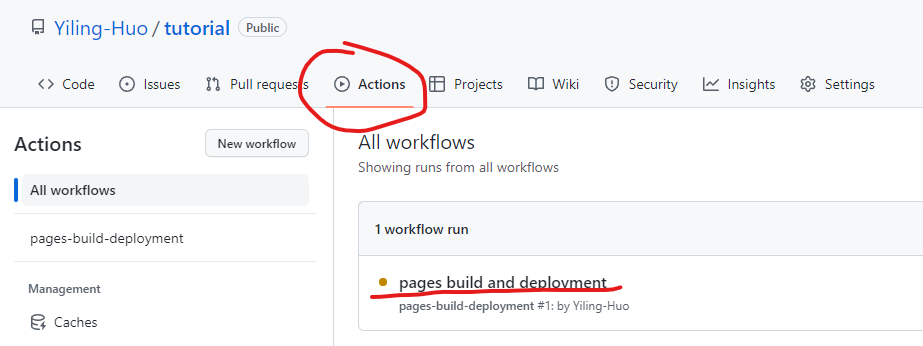 Yiling-Huo / tutorial Public
Code Issues Pull requests Actions Projects Wiki Security Insights Settings
Actions
New workflow
All workflows
pages-build-deployment
Management
Caches
All workflows
Showing runs from all workflows
1 workflow run
pages build and deployment
pages-build-deployment #1: by Yiling-Huo